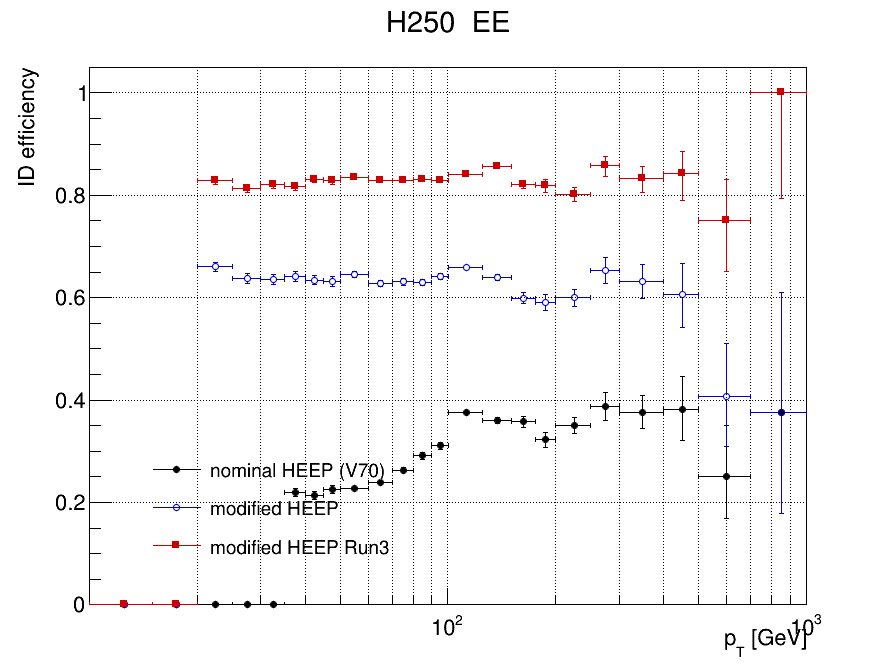 H250 EE
ID efficiency
1
0.8
0.6
0.4
0.2
0
nominal HEEP (V70)
modified HEEP
modified HEEP Run3
10²
10³
p_T [GeV]